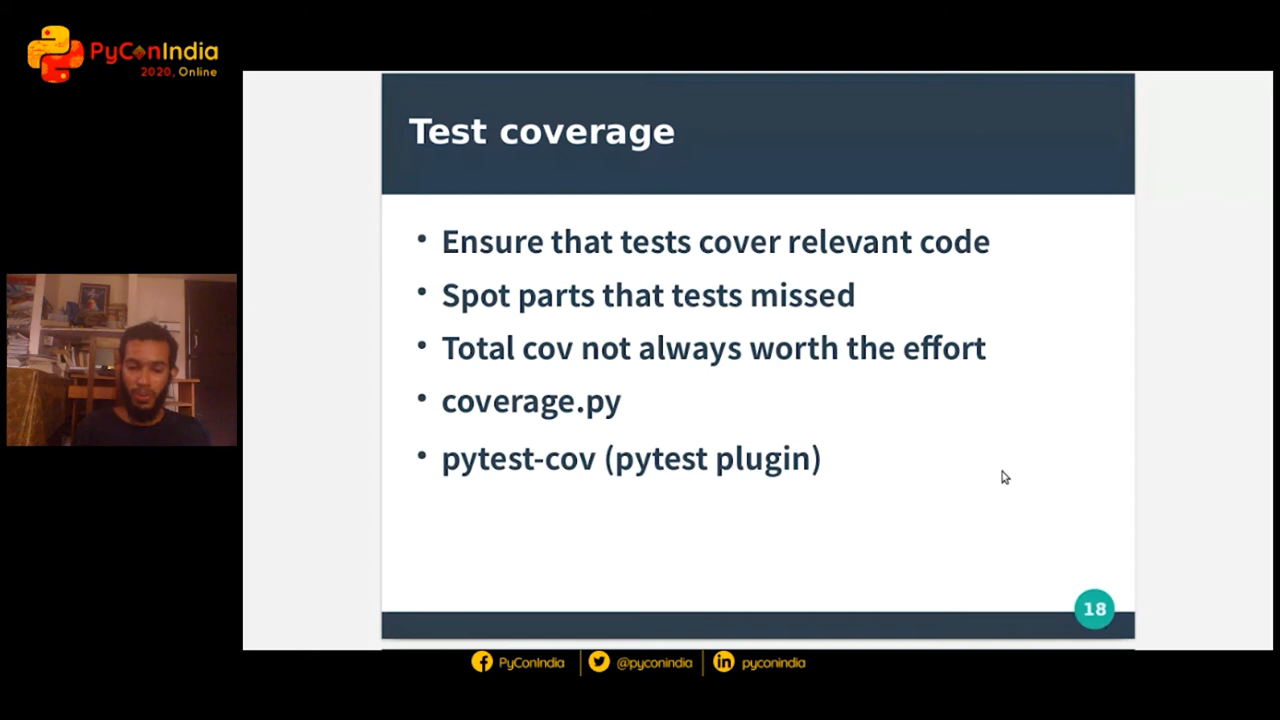 PyConIndia
2020, Online
Test coverage
• Ensure that tests cover relevant code
• Spot parts that tests missed
• Total cov not always worth the effort
• coverage.py
• pytest-cov (pytest plugin)
18
PyConIndia @pyconindia pyconindia